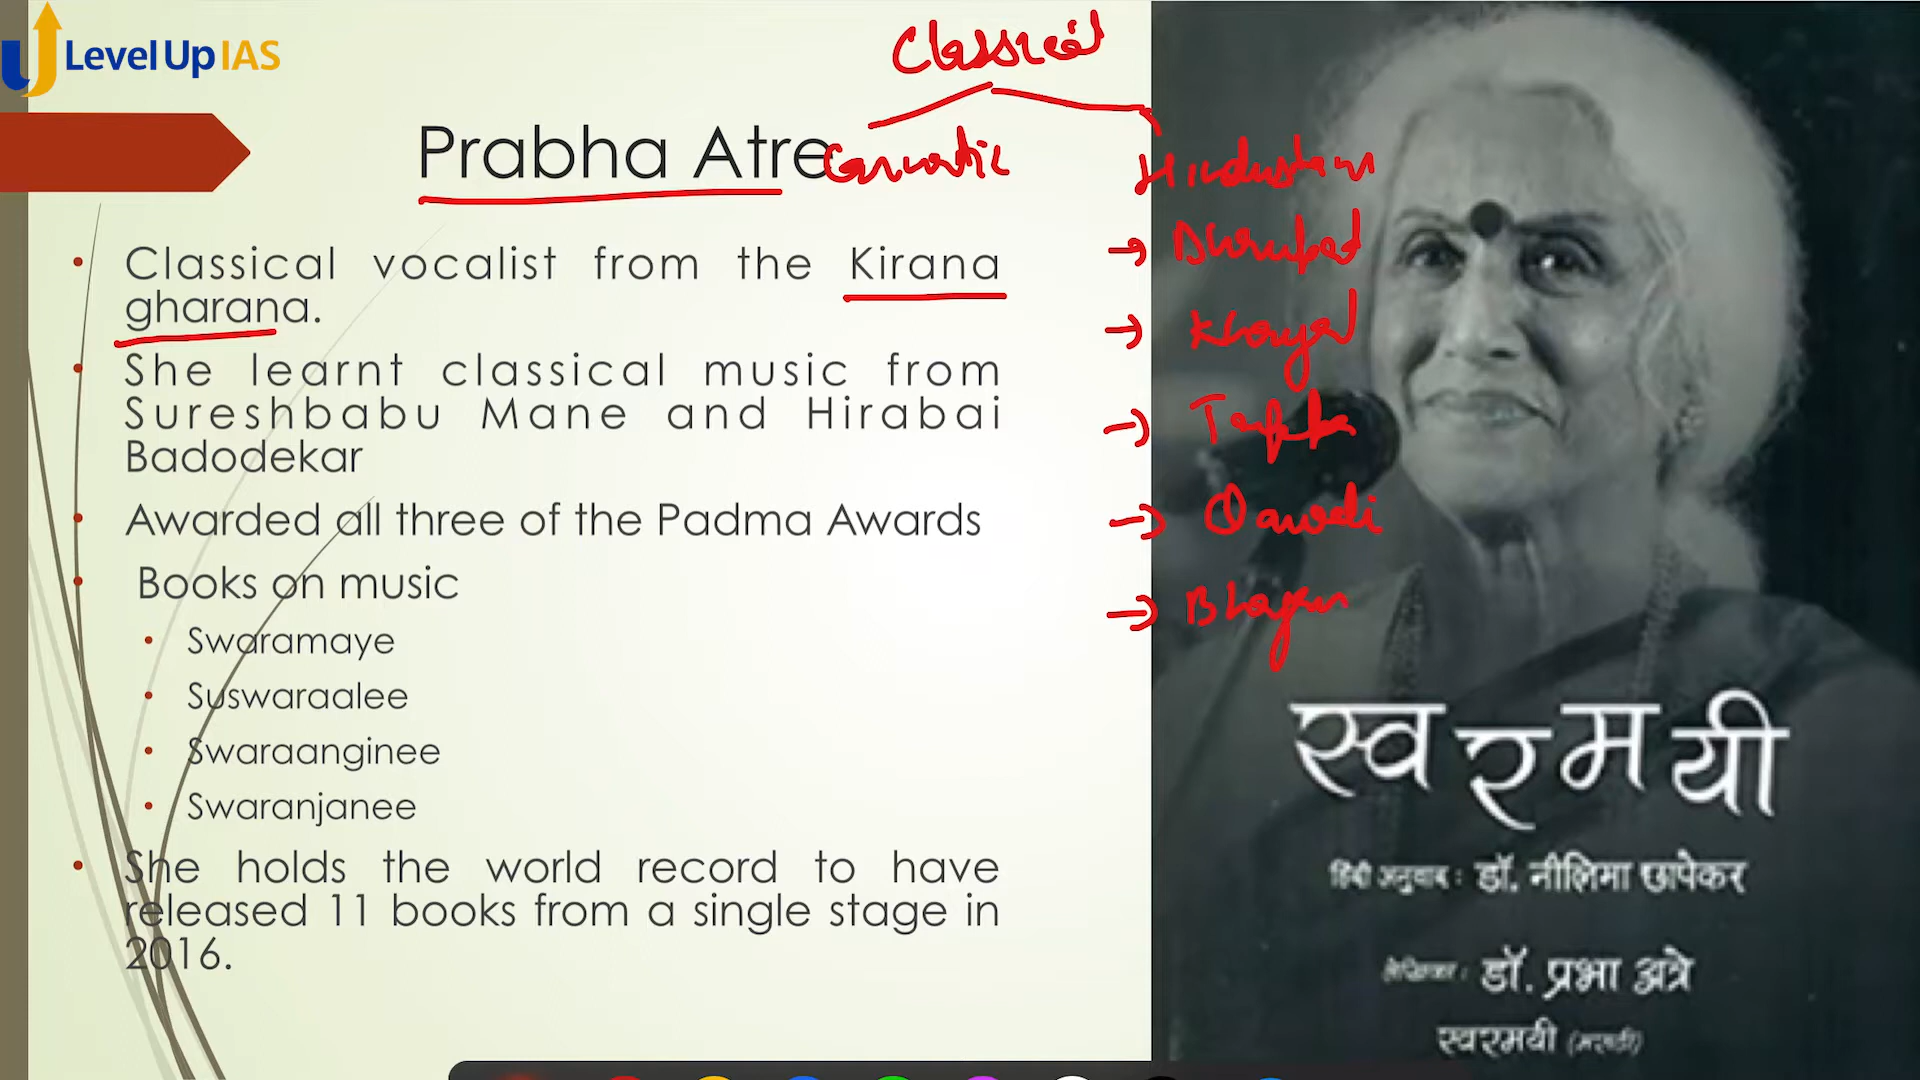 Level Up IAS
Classical
Prabha Atre
Carnatic
Hindustani
Classical vocalist from the Kirana
gharana.
She learnt classical music from
Sureshbabu Mane and Hirabai
Badodekar
Awarded all three of the Padma Awards
Books on music
Swaramaye
Suswaraalee
Swaraanginee
Swaranjanee
She holds the world record to have
released 11 books from a single stage in
2016.
→ Dhrupad
→ Khayal
→ Tappa
→ Qawali
→ Bhajan
स्वरमयी
हिंदी अनुवाद : डॉ. नीलिमा छापेकर
लेखिका : डॉ. प्रभा अत्रे
स्वरमयी (मराठी)